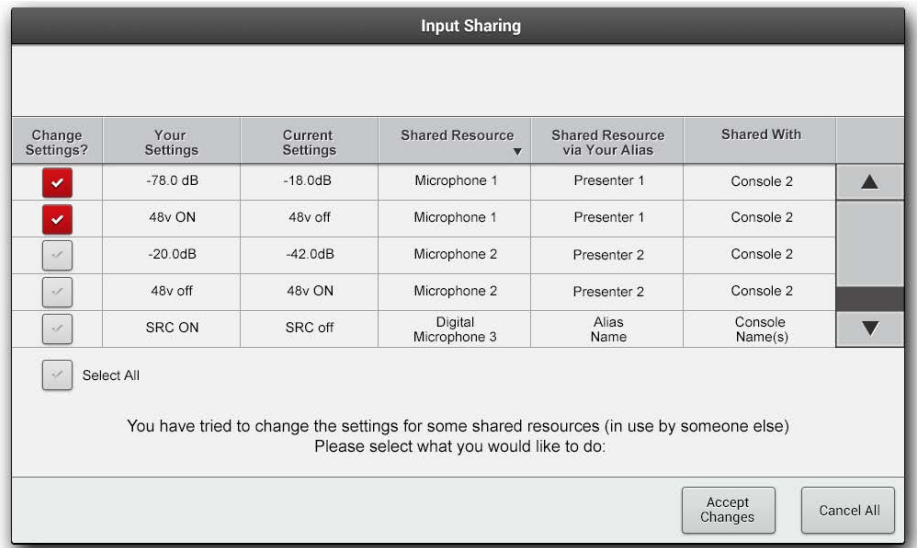 Input Sharing
Change Settings? Your Settings Current Settings Shared Resource Shared Resource via Your Alias Shared With
-78.0 dB -18.0dB Microphone 1 Presenter 1 Console 2
48v ON 48v off Microphone 1 Presenter 1 Console 2
-20.0dB -42.0dB Microphone 2 Presenter 2 Console 2
48v off 48v ON Microphone 2 Presenter 2 Console 2
SRC ON SRC off Digital Microphone 3 Alias Name Console Name(s)
Select All
You have tried to change the settings for some shared resources (in use by someone else)
Please select what you would like to do:
Accept Changes Cancel All